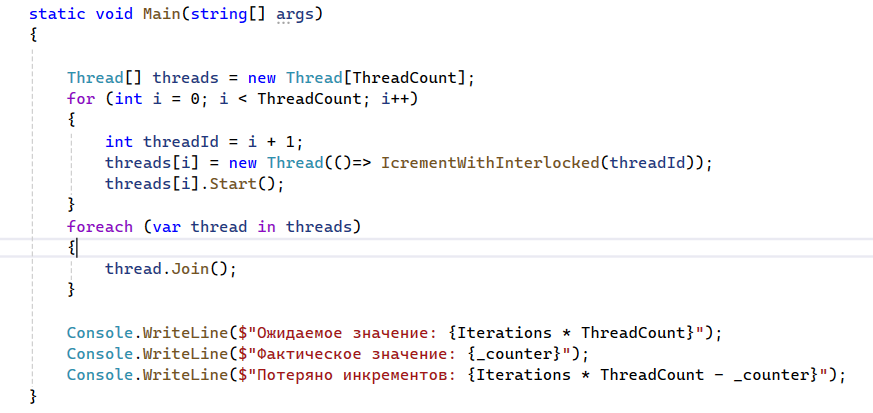 static void Main(string[] args)
{
Thread[] threads = new Thread[ThreadCount];
for (int i = 0; i < ThreadCount; i++)
{
int threadId = i + 1;
threads[i] = new Thread(()=> IcrementWithInterlocked(threadId));
threads[i].Start();
}
foreach (var thread in threads)
{
thread.Join();
}
Console.WriteLine($"Ожидаемое значение: {Iterations * ThreadCount}");
Console.WriteLine($"Фактическое значение: {_counter}");
Console.WriteLine($"Потеряно инкрементов: {Iterations * ThreadCount - _counter}");
}